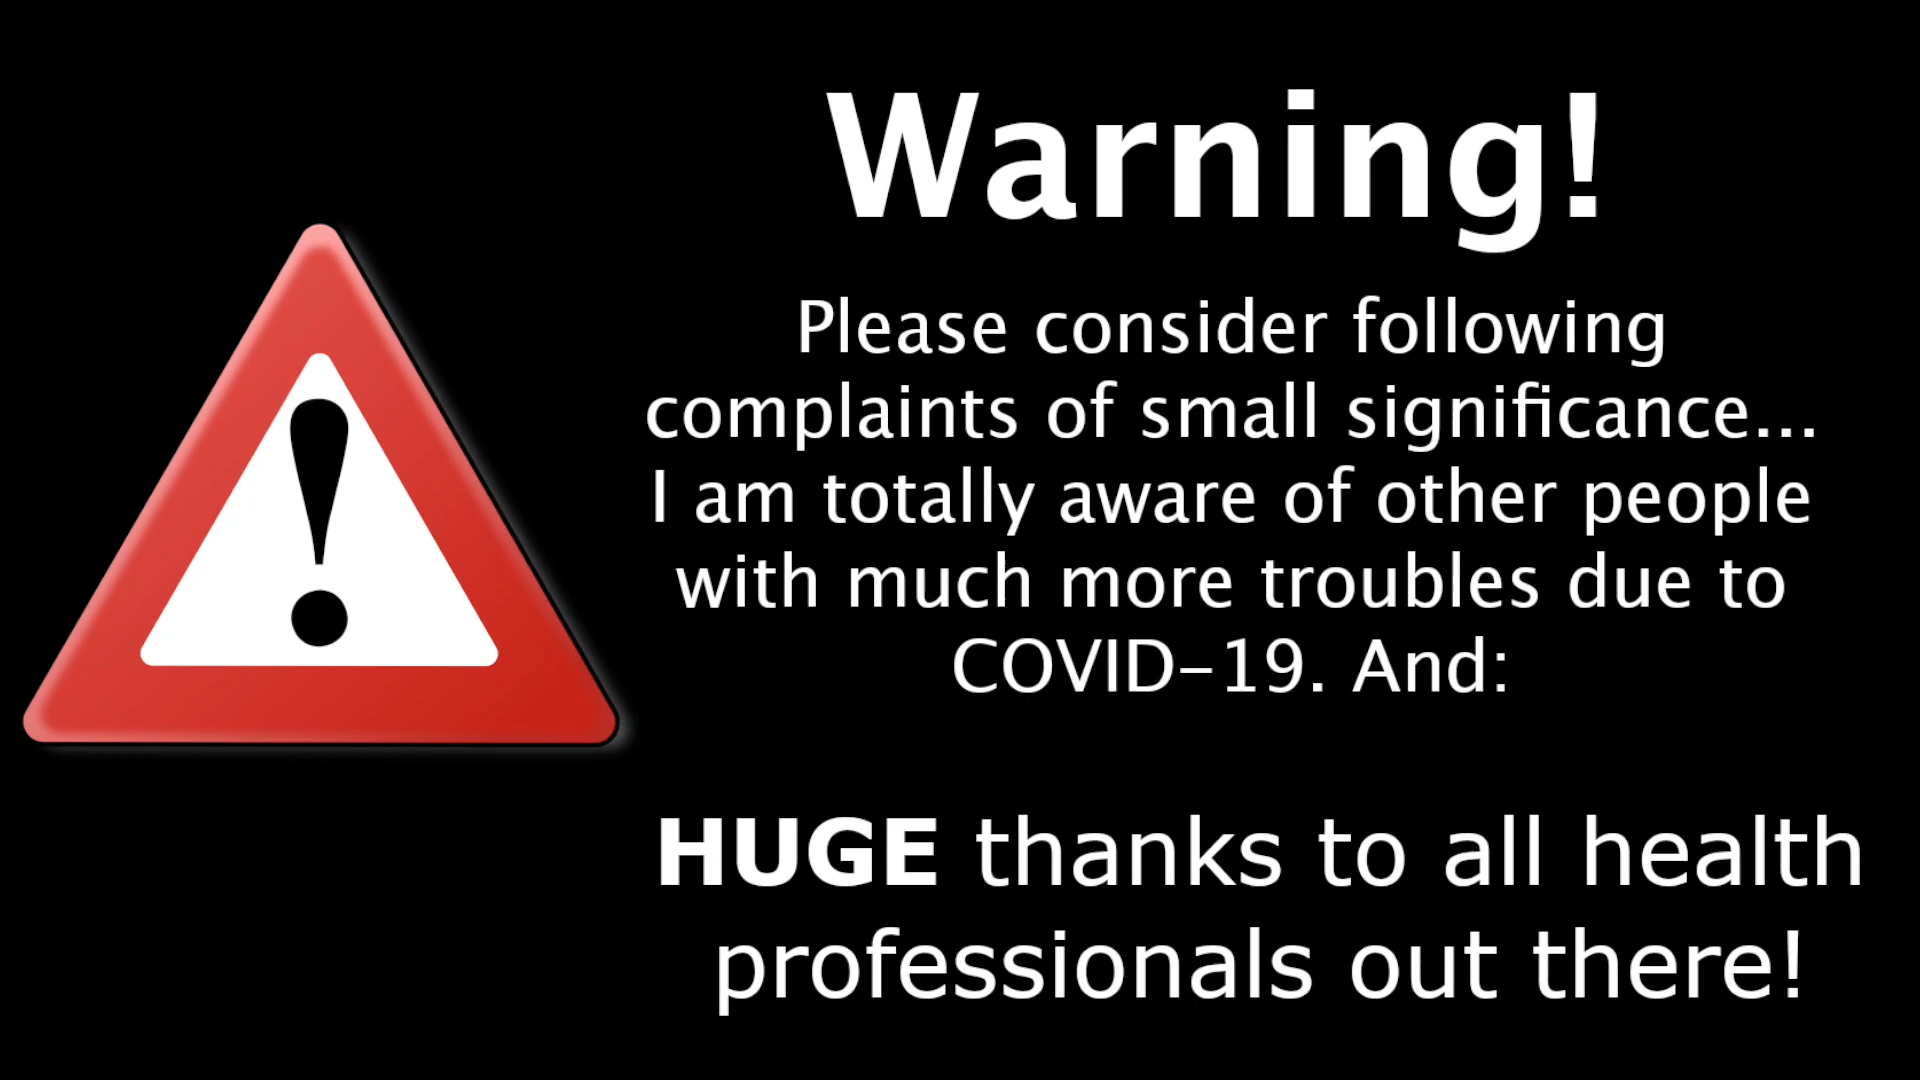 Warning!
Please consider following
complaints of small significance...
I am totally aware of other people
with much more troubles due to
COVID-19. And:
HUGE thanks to all health
professionals out there!